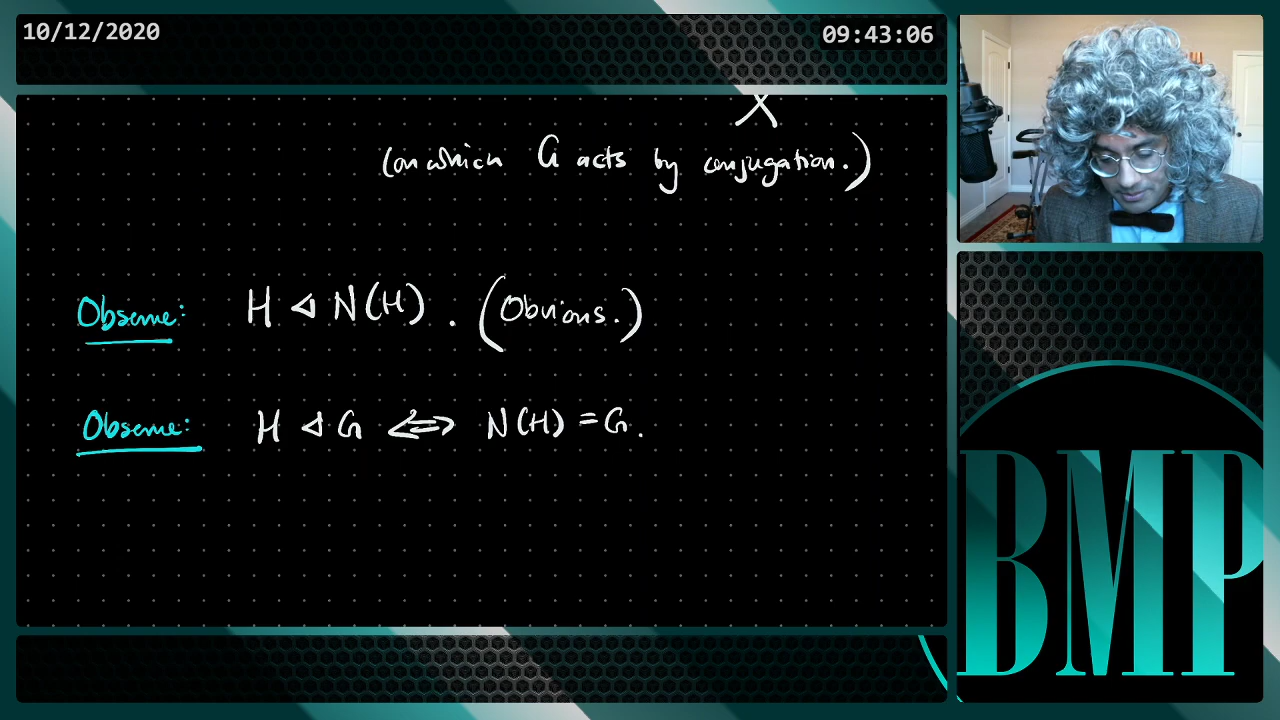 10/12/2020
09:43:06
X
(on which G acts by conjugation.)
Observe: H ⊲ N(H). (Obvious.)
Observe: H ⊲ G ⟺ N(H) = G.
BMP